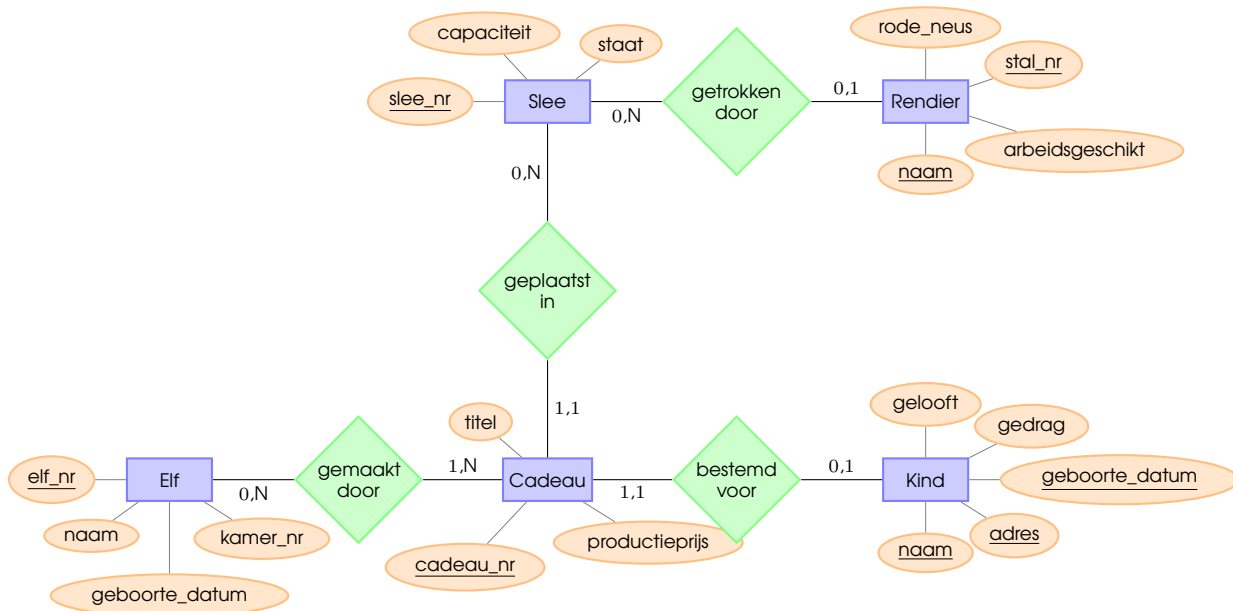 rode_neus
capaciteit
staat
stal_nr
slee_nr
Slee
0,N
getrokken
door
0,1
Rendier
arbeidsgeschikt
naam
0,N
geplaatst
in
1,1
titel
gelooft
gedrag
elf_nr
Elf
0,N
gemaakt
door
1,N
Cadeau
1,1
bestemd
voor
0,1
Kind
geboorte_datum
naam
kamer_nr
productieprijs
cadeau_nr
naam
adres
geboorte_datum